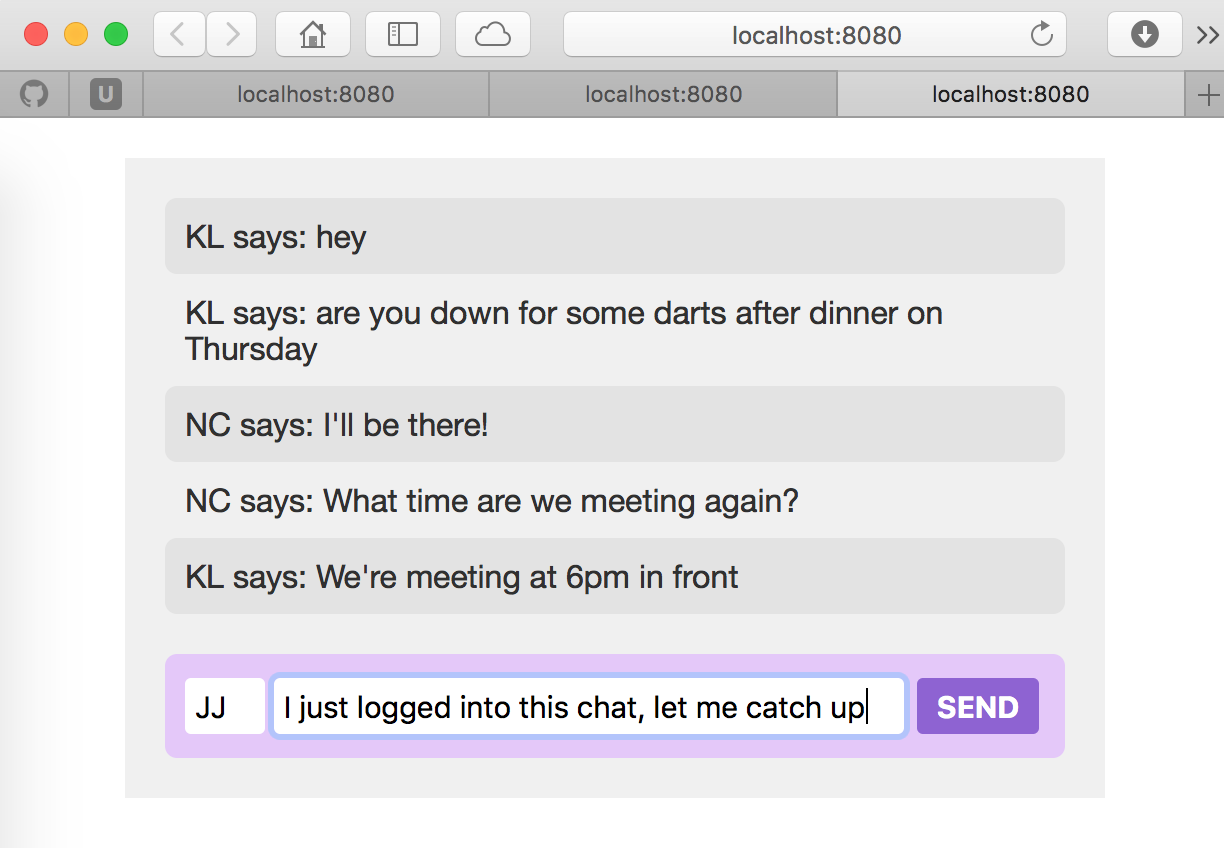 localhost:8080
U
localhost:8080
localhost:8080
localhost:8080
KL says: hey
KL says: are you down for some darts after dinner on
Thursday
NC says: I'll be there!
NC says: What time are we meeting again?
KL says: We're meeting at 6pm in front
JJ
I just logged into this chat, let me catch up
SEND